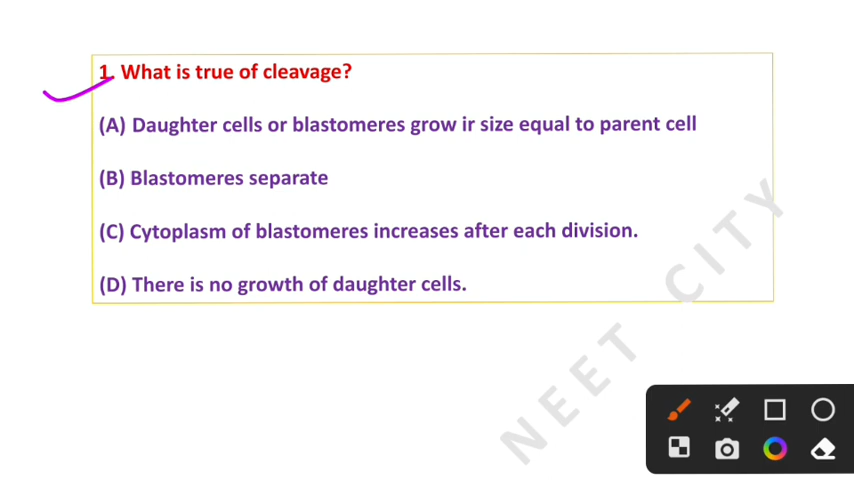 1. What is true of cleavage?
(A) Daughter cells or blastomeres grow ir size equal to parent cell
(B) Blastomeres separate
(C) Cytoplasm of blastomeres increases after each division.
(D) There is no growth of daughter cells.
NEET CITY